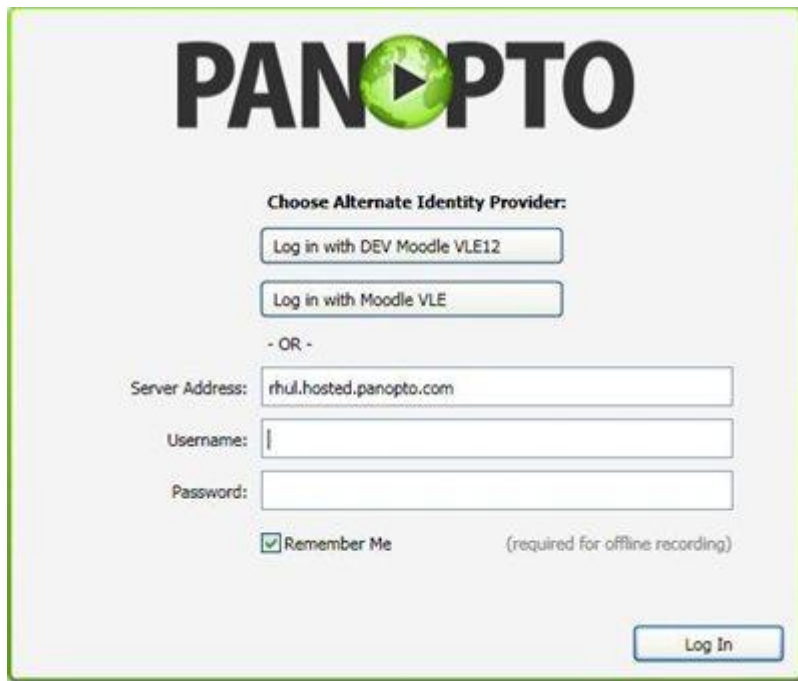 PANOPTO
Choose Alternate Identity Provider:
Log in with DEV Moodle VLE12
Log in with Moodle VLE
- OR -
Server Address: rhul.hosted.panopto.com
Username:
Password:
Remember Me (required for offline recording)
Log In